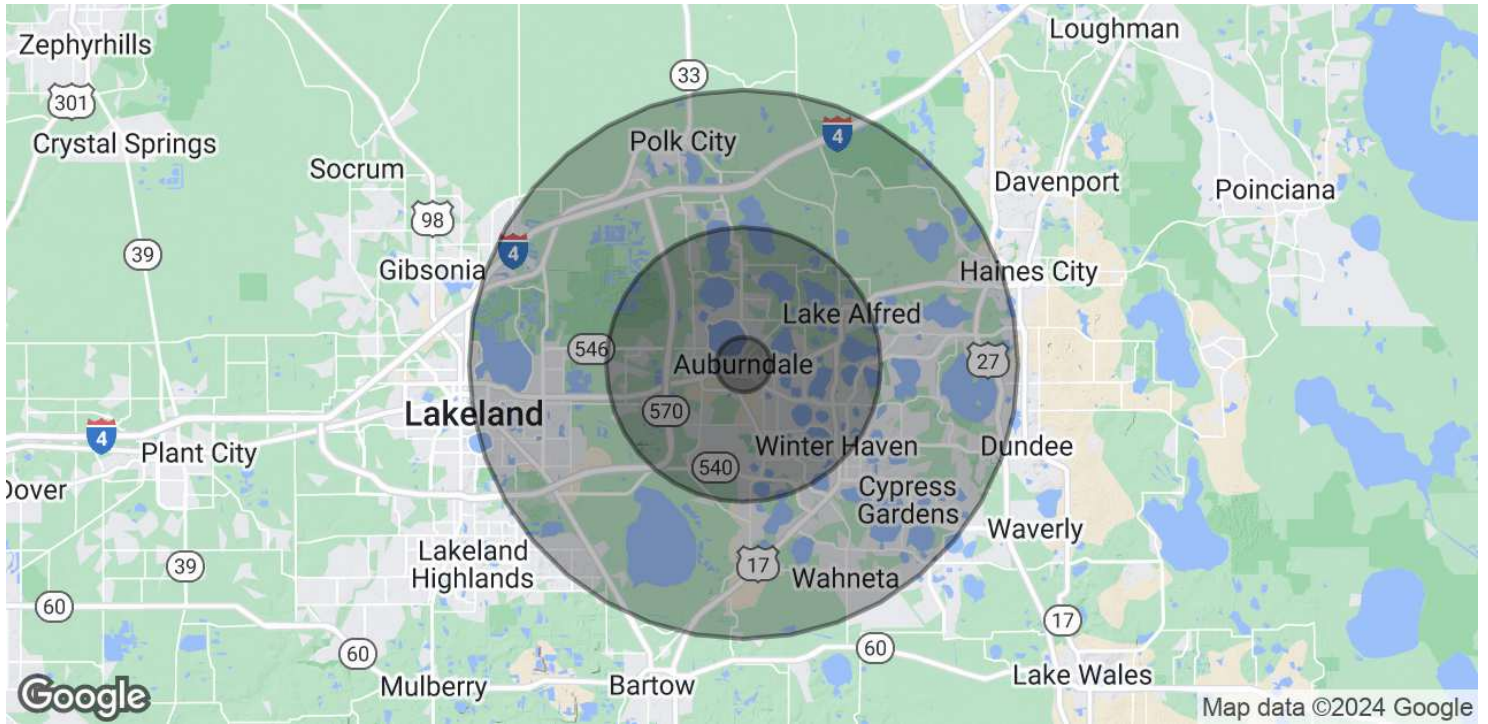 Zephyrhills
Loughman
33
301
4
Crystal Springs
Polk City
Socrum
Davenport
Poinciana
98
39
4
Gibsonia
Haines City
Lake Alfred
546
27
Auburndale
570
Lakeland
4
Plant City
Winter Haven
Dundee
540
Dover
Cypress
Gardens
Waverly
Lakeland
Highlands
39
17
Wahneta
60
17
60
60
Lake Wales
Mulberry
Bartow
Google
Map data ©2024 Google